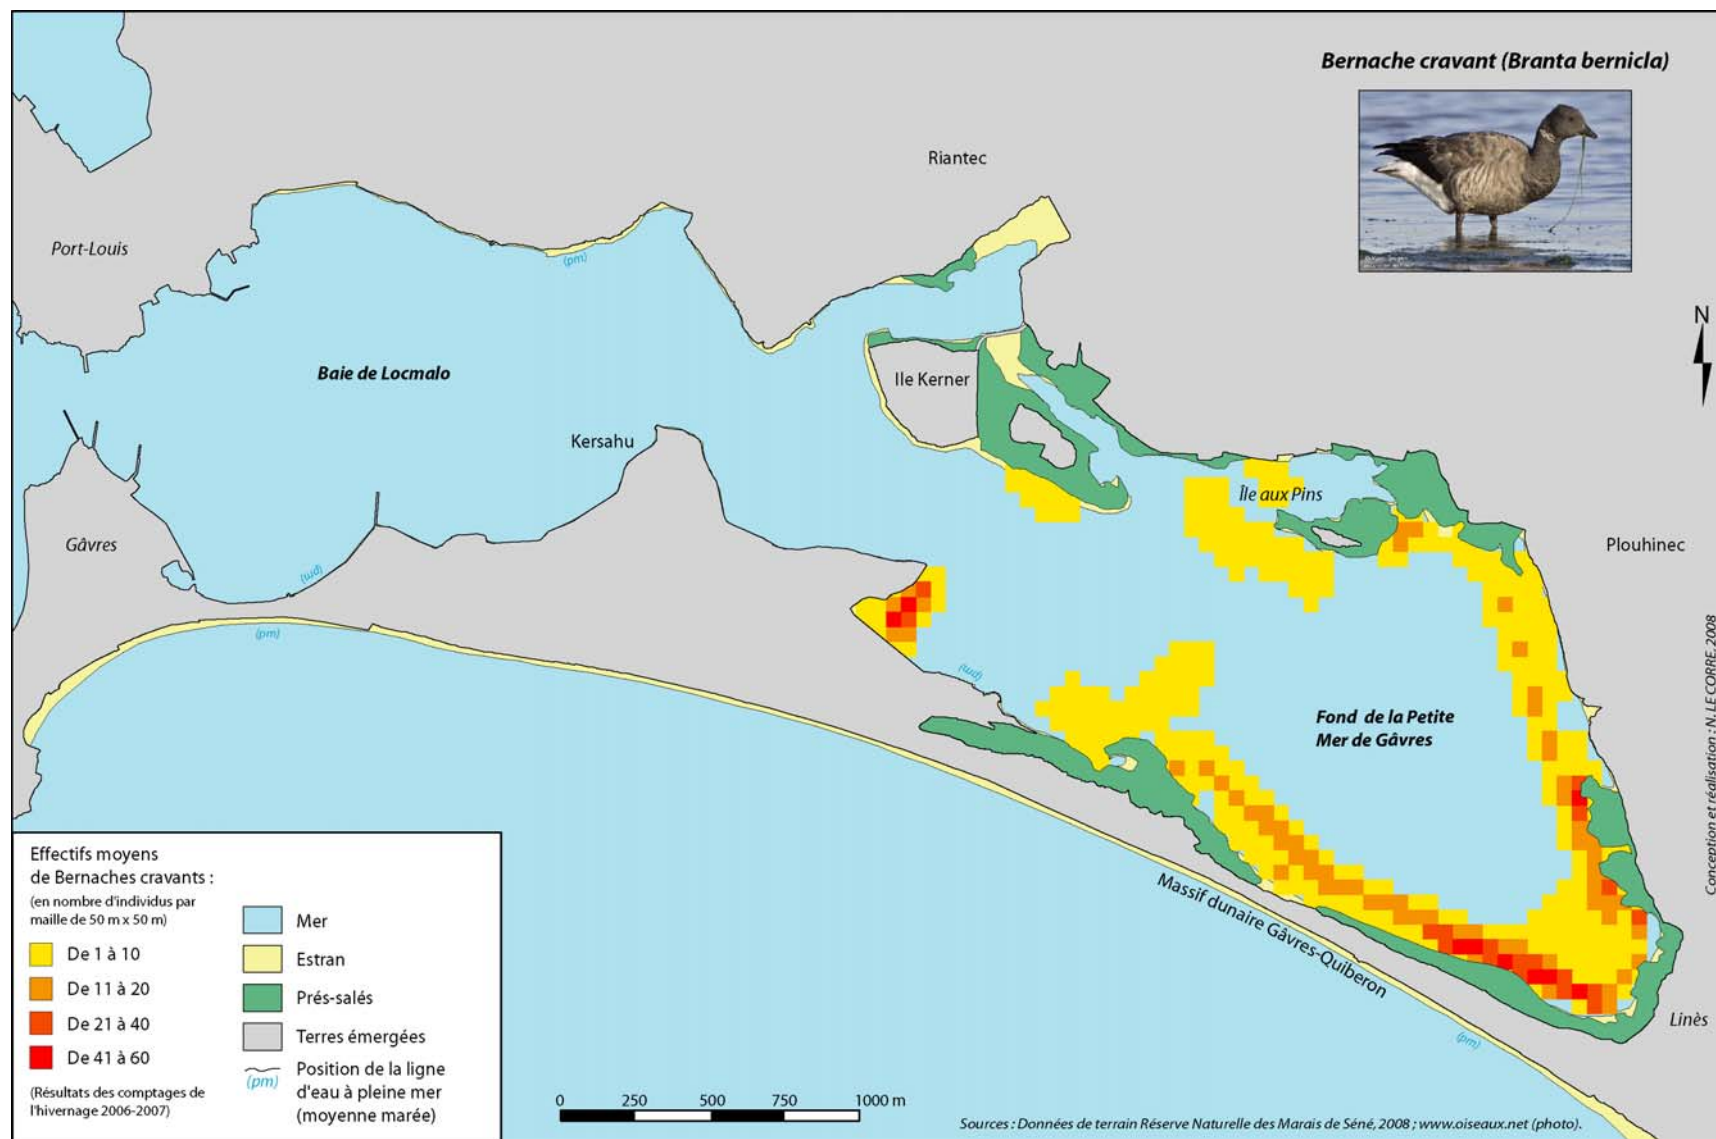 Bernache cravant (Branta bernicla)
Riantec
Port-Louis
(pm)
N
Baie de Locmalo
Ile Kerner
Kersahu
Île aux Pins
Gâvres
Plouhinec
(pm)
(pm)
(pm)
Fond de la Petite
Mer de Gâvres
Massif dunaire Gâvres-Quiberon
Linès
(pm)
Conception et réalisation : N. LE CORRE, 2008
Effectifs moyens
de Bernaches cravants :
(en nombre d'individus par
maille de 50 m x 50 m)
De 1 à 10
De 11 à 20
De 21 à 40
De 41 à 60
(Résultats des comptages de
l'hivernage 2006-2007)
Mer
Estran
Prés-salés
Terres émergées
Position de la ligne
d'eau à pleine mer
(moyenne marée)
(pm)
0 250 500 750 1000 m
Sources : Données de terrain Réserve Naturelle des Marais de Séné, 2008 ; www.oiseaux.net (photo).